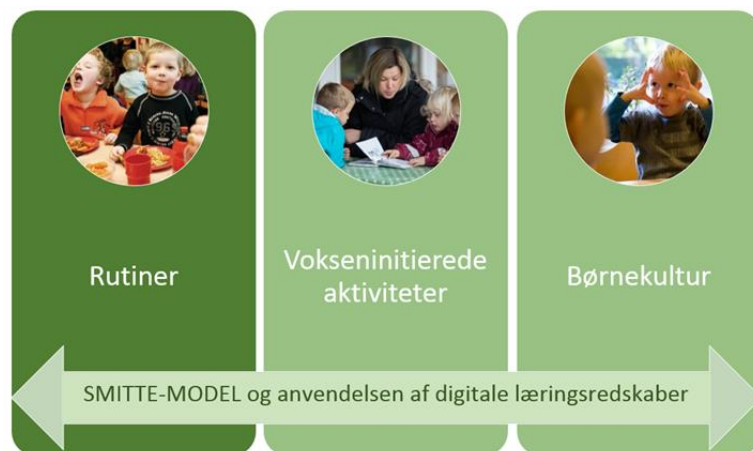 Rutiner
Vokseninitierede
aktiviteter
Børnekultur
SMITTE-MODEL og anvendelsen af digitale læringsredskaber